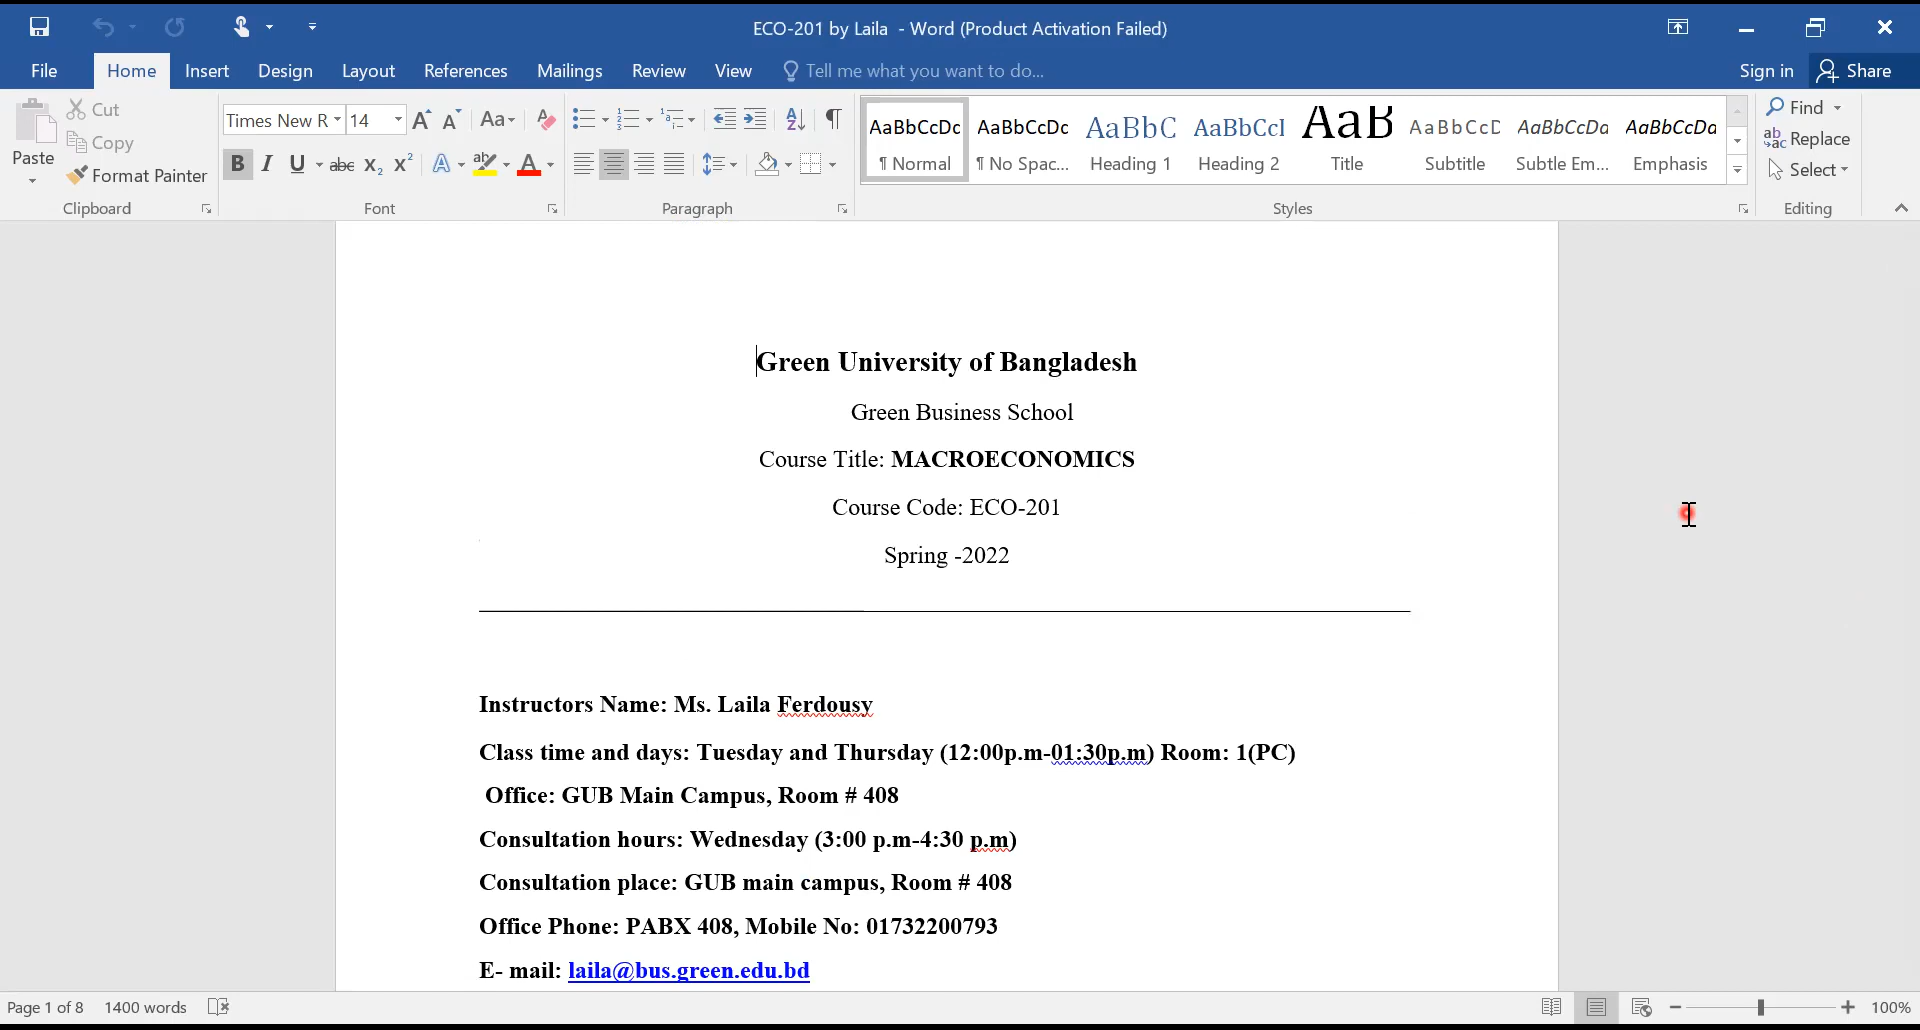 ECO-201 by Laila - Word (Product Activation Failed)
File Home Insert Design Layout References Mailings Review View Tell me what you want to do... Sign in Share
Paste
Cut
Copy
Format Painter
Clipboard
Times New R 14
Aa
B I U abc X₂ X² A ab A
Font
Paragraph
AaBbCcDc AaBbCcDc AaBbC AaBbCcI AaB AaBbCcD AaBbCcDa AaBbCcDa
¶ Normal ¶ No Spac... Heading 1 Heading 2 Title Subtitle Subtle Em... Emphasis
Styles
Find
Replace
Select
Editing
Green University of Bangladesh
Green Business School
Course Title: MACROECONOMICS
Course Code: ECO-201
Spring -2022
Instructors Name: Ms. Laila Ferdousy
Class time and days: Tuesday and Thursday (12:00p.m-01:30p.m) Room: 1(PC)
Office: GUB Main Campus, Room # 408
Consultation hours: Wednesday (3:00 p.m-4:30 p.m)
Consultation place: GUB main campus, Room # 408
Office Phone: PABX 408, Mobile No: 01732200793
E- mail: laila@bus.green.edu.bd
Page 1 of 8 1400 words 100%